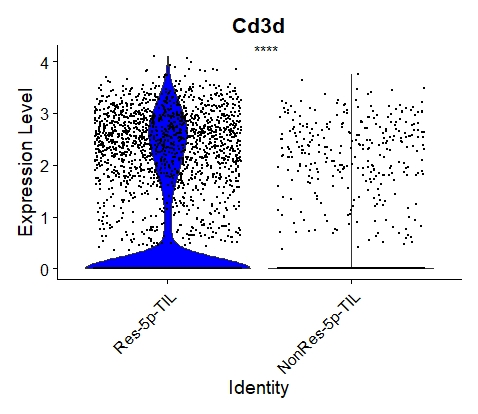 Cd3d
****
Expression Level
4
3
2
1
0
Res-5p-TIL
NonRes-5p-TIL
Identity